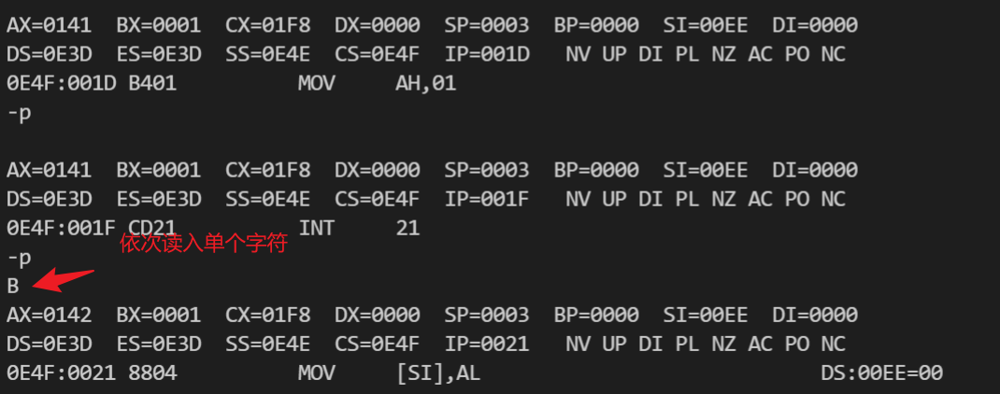 AX=0141  BX=0001  CX=01F8  DX=0000  SP=0003  BP=0000  SI=00EE  DI=0000
DS=0E3D  ES=0E3D  SS=0E4E  CS=0E4F  IP=001D   NV UP DI PL NZ AC PO NC
0E4F:001D B401          MOV     AH,01
-p
AX=0141  BX=0001  CX=01F8  DX=0000  SP=0003  BP=0000  SI=00EE  DI=0000
DS=0E3D  ES=0E3D  SS=0E4E  CS=0E4F  IP=001F   NV UP DI PL NZ AC PO NC
0E4F:001F CD21          INT     21
依次读入单个字符
-p
B
AX=0142  BX=0001  CX=01F8  DX=0000  SP=0003  BP=0000  SI=00EE  DI=0000
DS=0E3D  ES=0E3D  SS=0E4E  CS=0E4F  IP=0021   NV UP DI PL NZ AC PO NC
0E4F:0021 8804          MOV     [SI],AL                            DS:00EE=00